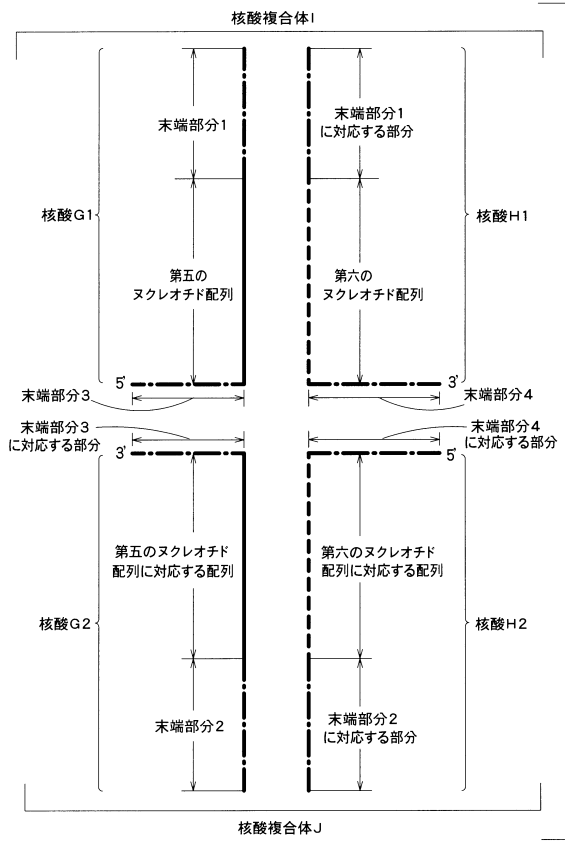 核酸複合体I
末端部分1
末端部分1
に対応する部分
核酸G1
核酸H1
第五の
ヌクレオチド配列
第六の
ヌクレオチド配列
5'
3'
末端部分3
末端部分4
末端部分3
に対応する部分
末端部分4
に対応する部分
3'
5'
第五のヌクレオチド
配列に対応する配列
第六のヌクレオチド
配列に対応する配列
核酸G2
核酸H2
末端部分2
末端部分2
に対応する部分
核酸複合体J